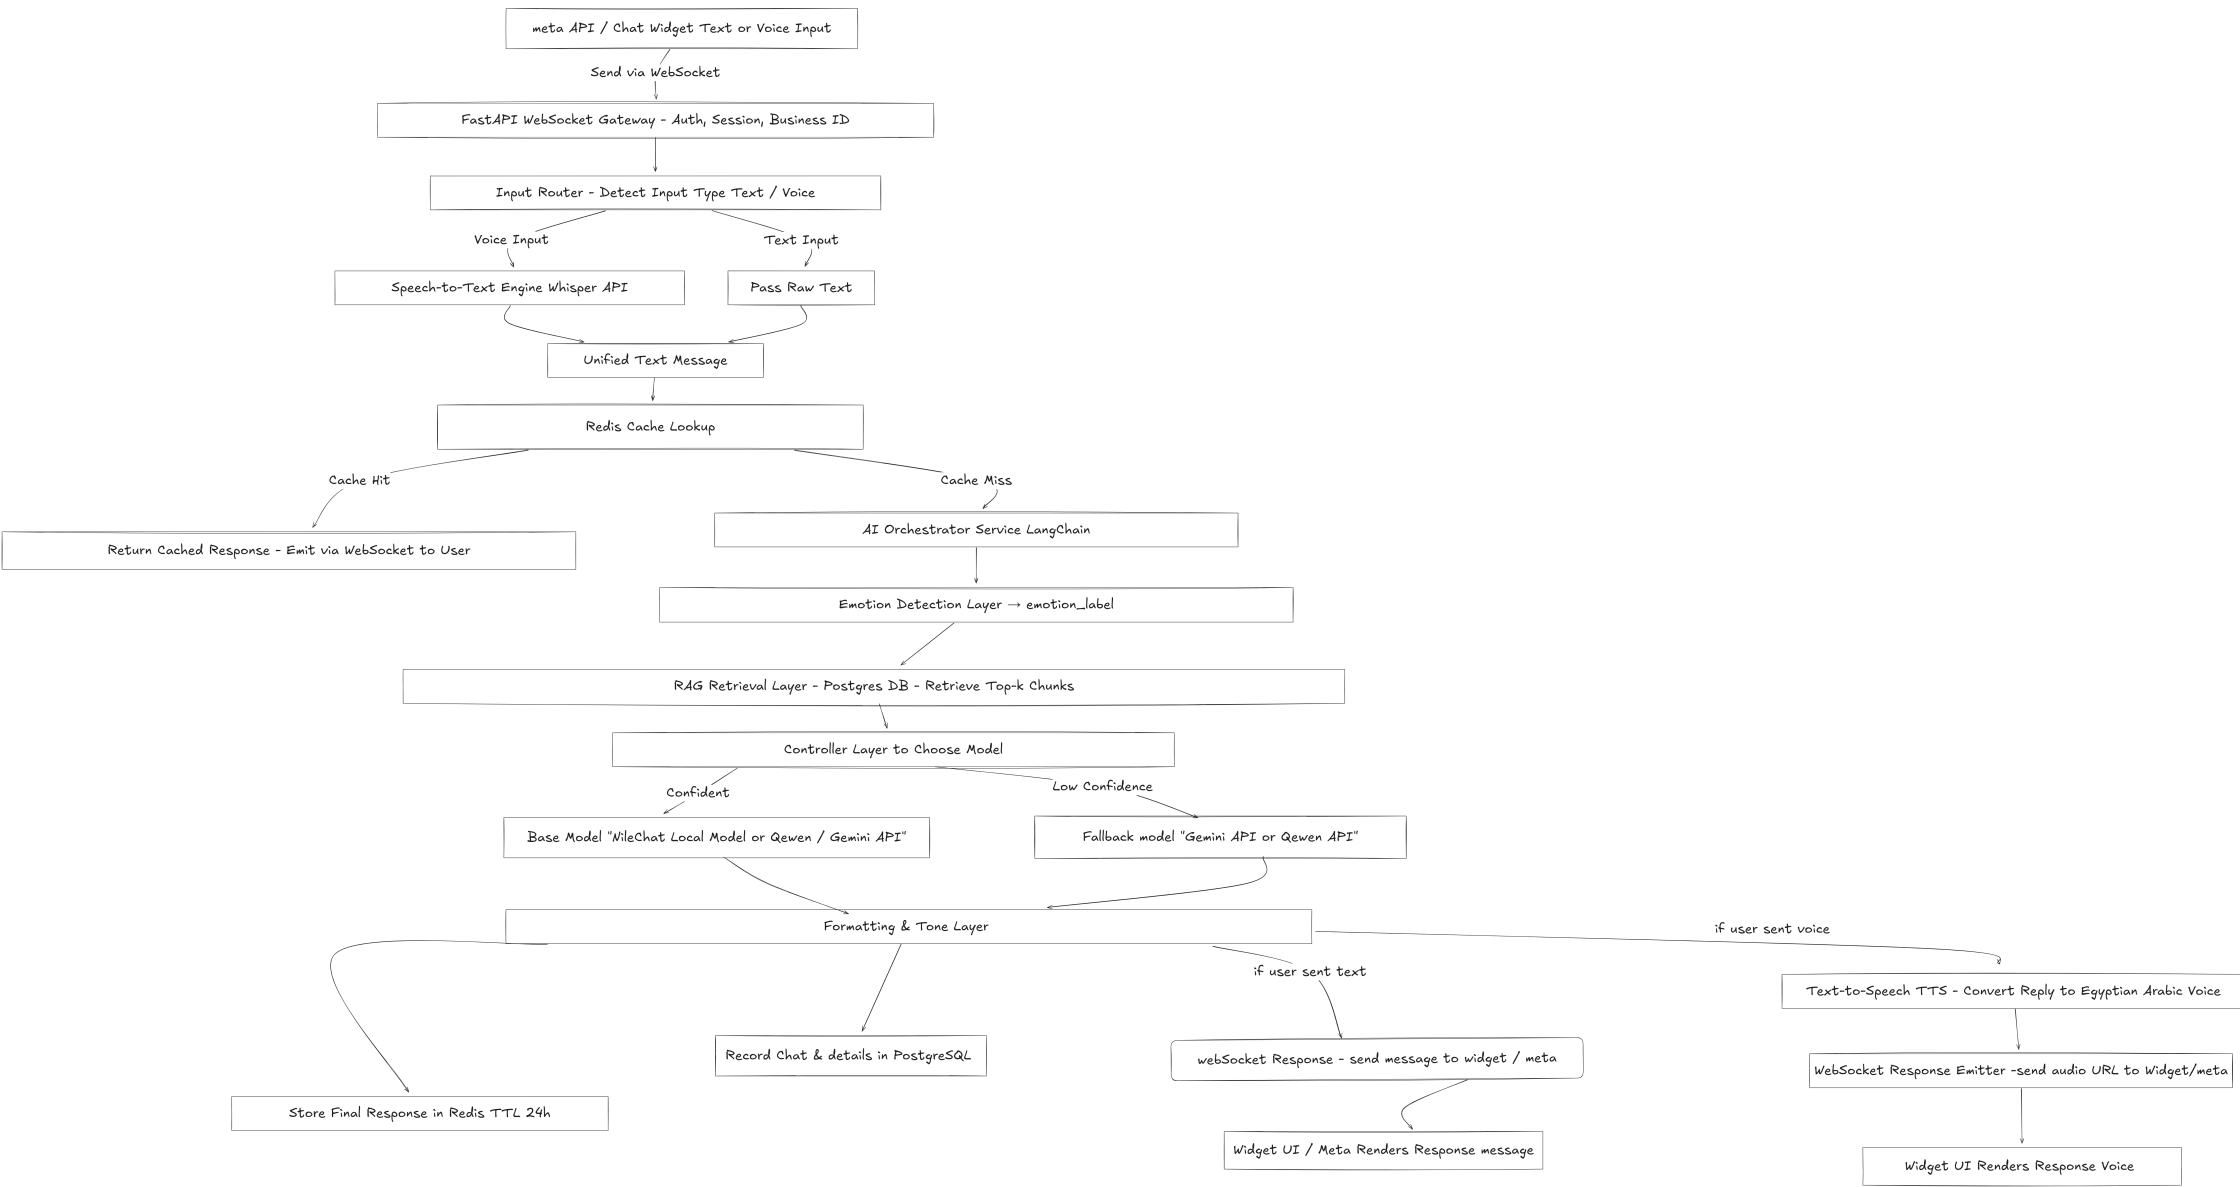 meta API / Chat Widget Text or Voice Input
Send via WebSocket
FastAPI WebSocket Gateway - Auth, Session, Business ID
Input Router - Detect Input Type Text / Voice
Voice Input
Text Input
Speech-to-Text Engine Whisper API
Pass Raw Text
Unified Text Message
Redis Cache Lookup
Cache Hit
Cache Miss
Return Cached Response - Emit via WebSocket to User
AI Orchestrator Service LangChain
Emotion Detection Layer → emotion_label
RAG Retrieval Layer - Postgres DB - Retrieve Top-k Chunks
Controller Layer to Choose Model
Confident
Low Confidence
Base Model "NileChat Local Model or Qewen / Gemini API"
Fallback model "Gemini API or Qewen API"
Formatting & Tone Layer
if user sent voice
if user sent text
Text-to-Speech TTS - Convert Reply to Egyptian Arabic Voice
Record Chat & details in PostgreSQL
webSocket Response - send message to widget / meta
WebSocket Response Emitter -send audio URL to Widget/meta
Store Final Response in Redis TTL 24h
Widget UI / Meta Renders Response message
Widget UI Renders Response Voice